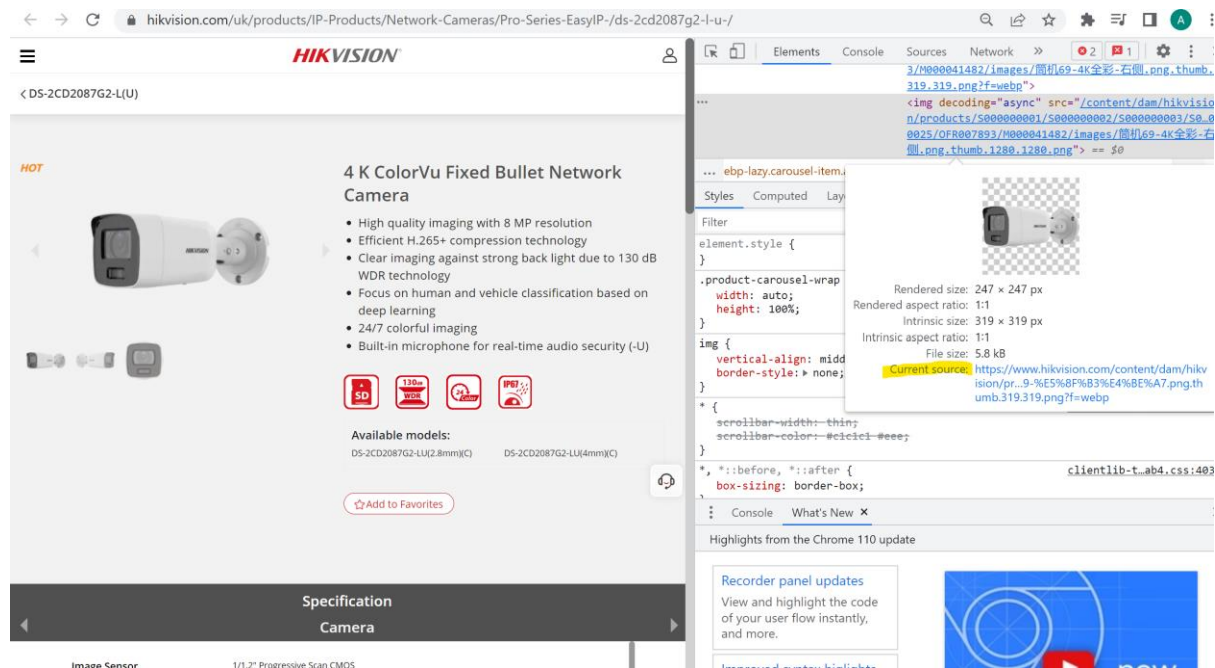 hikvision.com/uk/products/IP-Products/Network-Cameras/Pro-Series-EasyIP-/ds-2cd2087g2-l-u-/
A
HIKVISION
DS-2CD2087G2-L(U)
HOT
4 K ColorVu Fixed Bullet Network
Camera
High quality imaging with 8 MP resolution
Efficient H.265+ compression technology
Clear imaging against strong back light due to 130 dB
WDR technology
Focus on human and vehicle classification based on
deep learning
24/7 colorful imaging
Built-in microphone for real-time audio security (-U)
SD
130dB
WDR
24
Color
IP67
Available models:
DS-2CD2087G2-LU(2.8mm)(C) DS-2CD2087G2-LU(4mm)(C)
Add to Favorites
Specification
Camera
Image Sensor 1/1.2" Progressive Scan CMOS
Elements Console Sources Network » 2 1
3/M000041482/images/筒机69-4K全彩-右侧.png.thumb.
319.319.png?f=webp">
<img decoding="async" src="/content/dam/hikvisio
n/products/S000000001/S000000002/S000000003/S0…0
0025/OFR007893/M000041482/images/筒机69-4K全彩-右
侧.png.thumb.1280.1280.png"> == $0
... ebp-lazy.carousel-item.
Styles Computed Lay
Filter
element.style {
}
.product-carousel-wrap
width: auto;
height: 100%;
}
img {
vertical-align: midd
border-style: none;
}
* {
scrollbar-width: thin;
scrollbar-color: #c1c1c1 #eee;
}
*, *::before, *::after { clientlib-t…ab4.css:403
box-sizing: border-box;
Rendered size: 247 × 247 px
Rendered aspect ratio: 1:1
Intrinsic size: 319 × 319 px
Intrinsic aspect ratio: 1:1
File size: 5.8 kB
Current source: https://www.hikvision.com/content/dam/hikv
ision/pr...9-%E5%8F%B3%E4%BE%A7.png.th
umb.319.319.png?f=webp
Console What's New ×
Highlights from the Chrome 110 update
Recorder panel updates
View and highlight the code
of your user flow instantly,
and more.
Improved syntax highlights
new